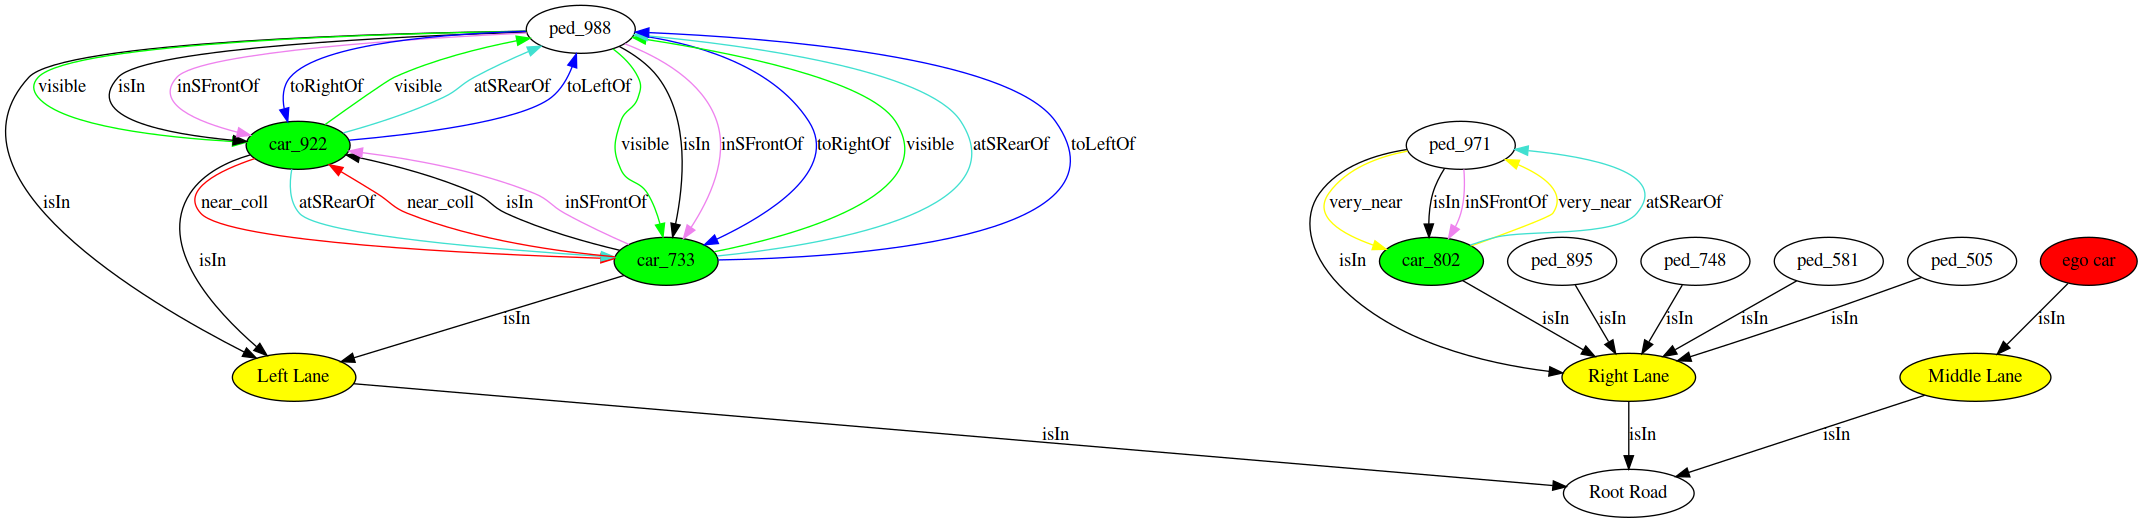 ped_988
visible
isIn
inSFrontOf
toRightOf
visible
atSRearOf
toLeftOf
car_922
visible
isIn
inSFrontOf
toRightOf
visible
atSRearOf
toLeftOf
ped_971
isIn
near_coll
atSRearOf
near_coll
isIn
inSFrontOf
very_near
isIn
inSFrontOf
very_near
atSRearOf
isIn
car_733
isIn
car_802
ped_895
ped_748
ped_581
ped_505
ego car
isIn
isIn
isIn
isIn
isIn
isIn
isIn
Left Lane
Right Lane
Middle Lane
isIn
isIn
isIn
Root Road